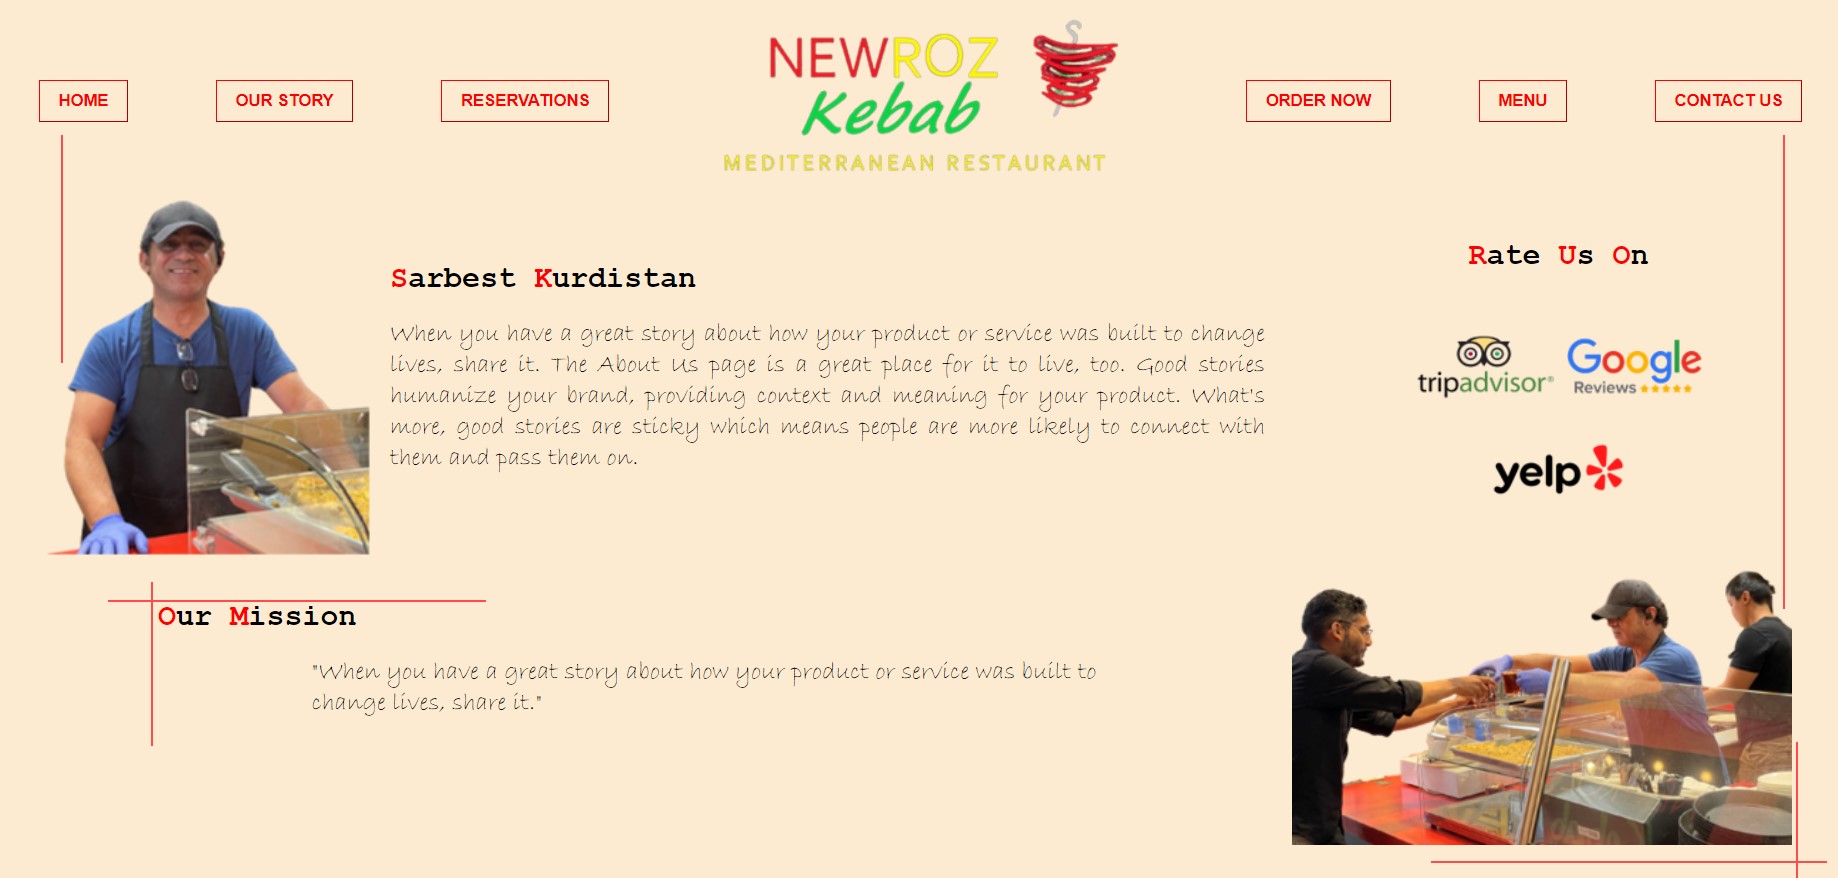 HOME
OUR STORY
RESERVATIONS
NEWROZ
Kebab
MEDITERRANEAN RESTAURANT
ORDER NOW
MENU
CONTACT US
Sarbest Kurdistan
When you have a great story about how your product or service was built to change
lives, share it. The About Us page is a great place for it to live, too. Good stories
humanize your brand, providing context and meaning for your product. What's
more, good stories are sticky which means people are more likely to connect with
them and pass them on.
Rate Us On
tripadvisor®
Google
Reviews
yelp
Our Mission
"When you have a great story about how your product or service was built to
change lives, share it."